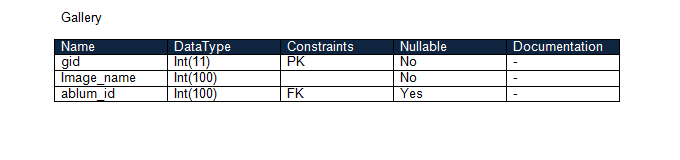 Gallery
Name DataType Constraints Nullable Documentation
gid Int(11) PK No -
Image_name Int(100) No -
ablum_id Int(100) FK Yes -